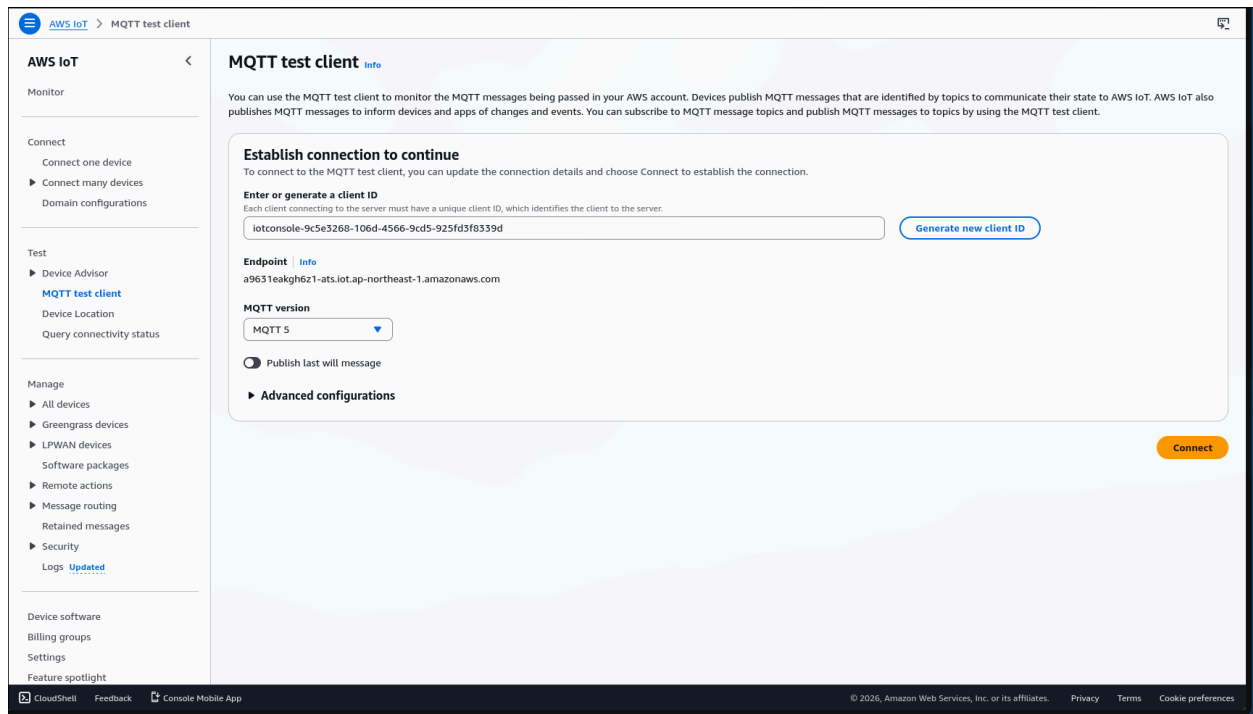 AWS IoT > MQTT test client
AWS IoT
Monitor
Connect
Connect one device
Connect many devices
Domain configurations
Test
Device Advisor
MQTT test client
Device Location
Query connectivity status
Manage
All devices
Greengrass devices
LPWAN devices
Software packages
Remote actions
Message routing
Retained messages
Security
Logs Updated
Device software
Billing groups
Settings
Feature spotlight
MQTT test client Info
You can use the MQTT test client to monitor the MQTT messages being passed in your AWS account. Devices publish MQTT messages that are identified by topics to communicate their state to AWS IoT. AWS IoT also
publishes MQTT messages to inform devices and apps of changes and events. You can subscribe to MQTT message topics and publish MQTT messages to topics by using the MQTT test client.
Establish connection to continue
To connect to the MQTT test client, you can update the connection details and choose Connect to establish the connection.
Enter or generate a client ID
Each client connecting to the server must have a unique client ID, which identifies the client to the server.
iotconsole-9c5e3268-106d-4566-9cd5-925fd3f8339d
Generate new client ID
Endpoint | Info
a9631eakgh6z1-ats.iot.ap-northeast-1.amazonaws.com
MQTT version
MQTT 5
Publish last will message
Advanced configurations
Connect
CloudShell Feedback Console Mobile App © 2026, Amazon Web Services, Inc. or its affiliates. Privacy Terms Cookie preferences